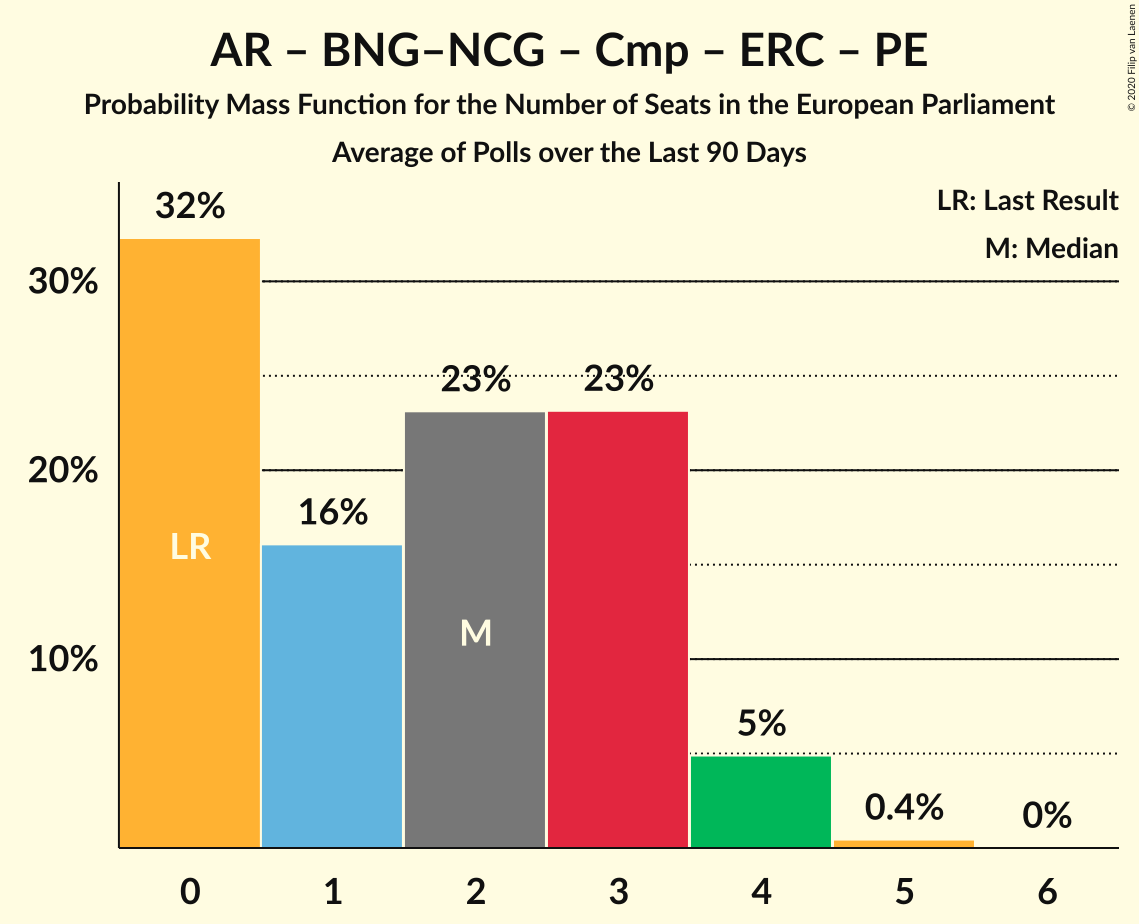 AR – BNG–NCG – Cmp – ERC – PE
Probability Mass Function for the Number of Seats in the European Parliament
Average of Polls over the Last 90 Days
© 2020 Filip van Laenen
LR: Last Result
M: Median
32%
30%
23% 23%
20%
16%
LR
M
10%
5%
0.4%
0%
0 1 2 3 4 5 6